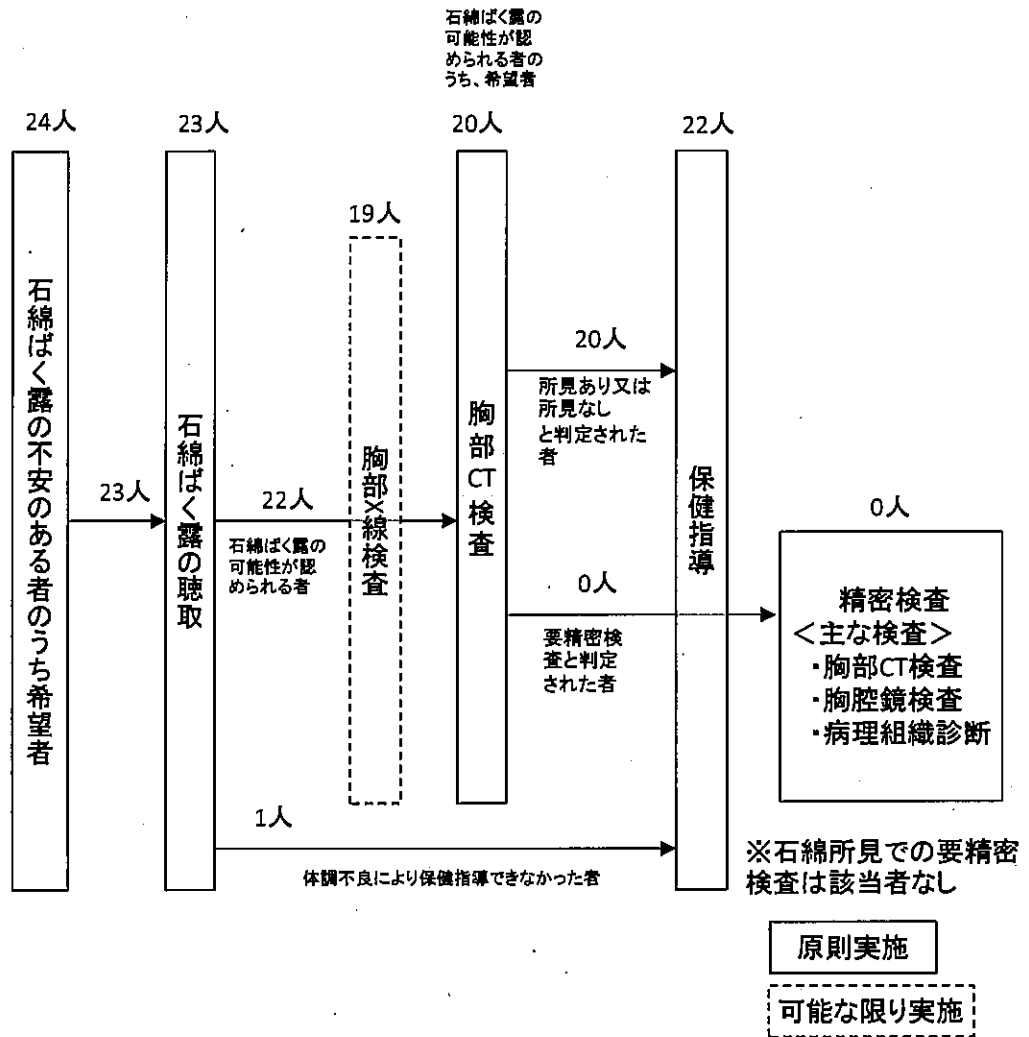 石綿ばく露の
可能性が認
められる者の
うち、希望者
24人
23人
20人
22人
19人
石綿ばく露の不安のある者のうち希望者
23人
石綿ばく露の聴取
22人
石綿ばく露の
可能性が認
められる者
胸部X線検査
胸部CT検査
20人
所見あり又は
所見なし
と判定された
者
0人
要精密検
査と判定
された者
保健指導
0人
精密検査
＜主な検査＞
・胸部CT検査
・胸腔鏡検査
・病理組織診断
1人
体調不良により保健指導できなかった者
※石綿所見での要精密
検査は該当者なし
原則実施
可能な限り実施